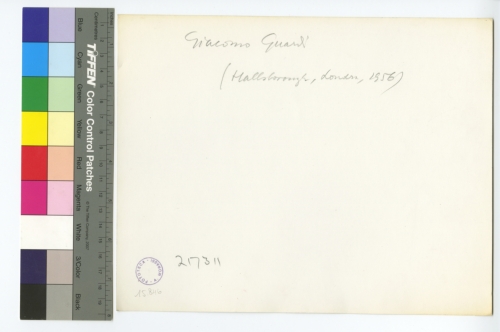 Giacomo Guardi
(Hallsborough, London, 1956)
217311
Blue
Cyan
Green
Yellow
Red
Magenta
White
3/Color
Black
TIFFEN Color Control Patches